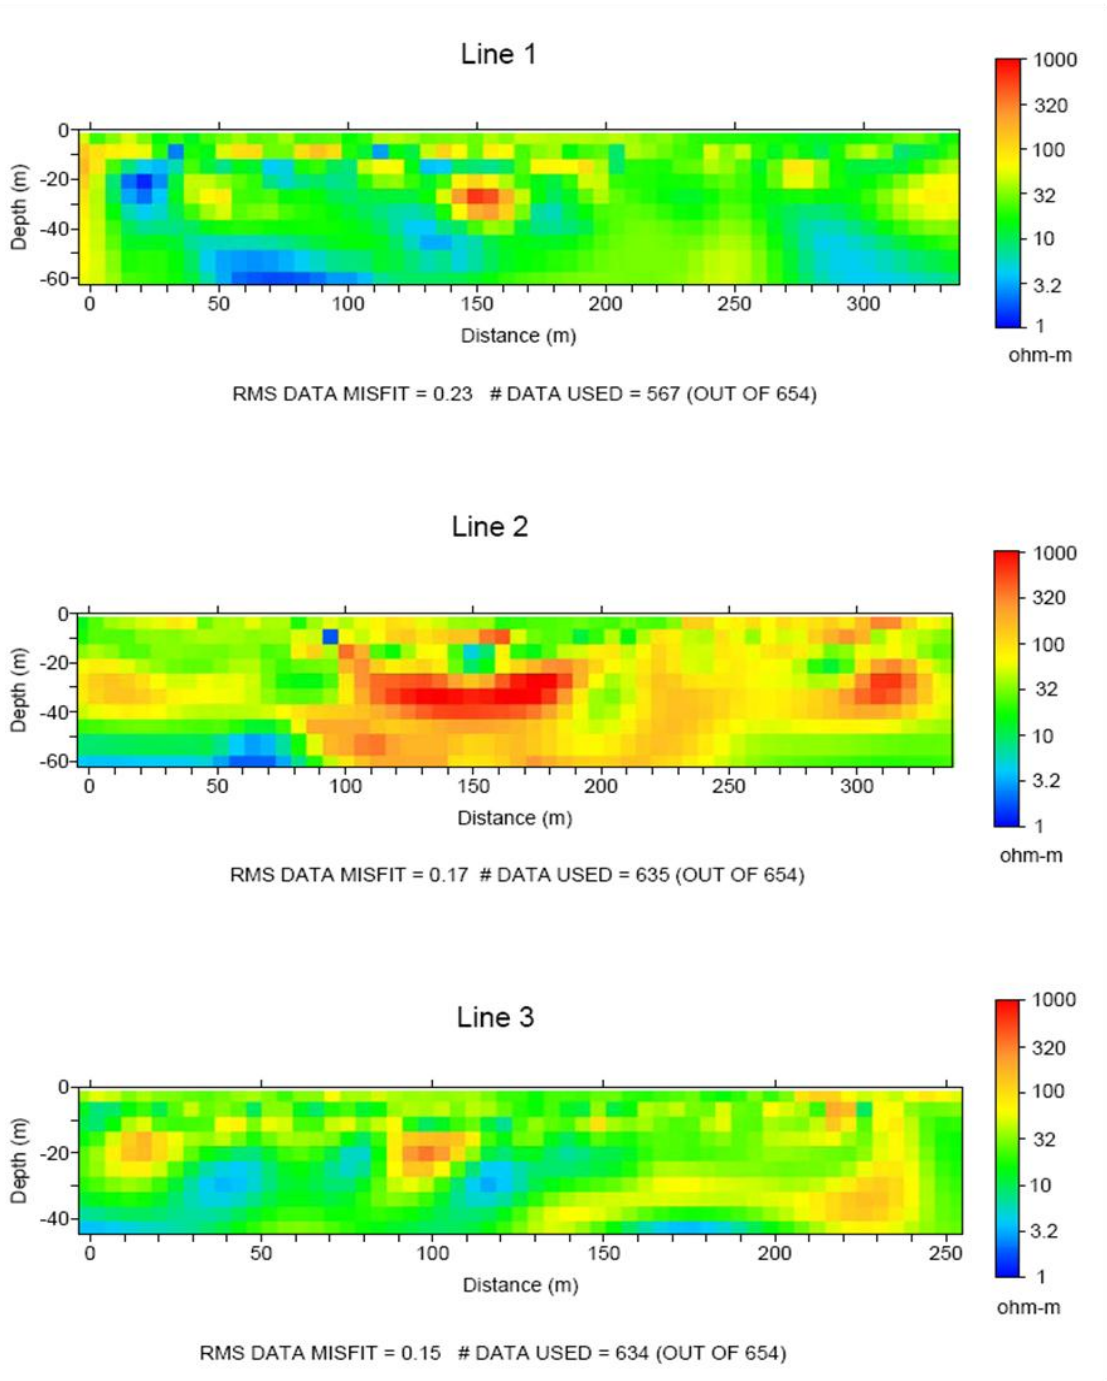 Line 1
0
-20
-40
-60
Depth (m)
0 50 100 150 200 250 300
Distance (m)
1000
320
100
32
10
3.2
1
ohm-m
RMS DATA MISFIT = 0.23 # DATA USED = 567 (OUT OF 654)
Line 2
0
-20
-40
-60
Depth (m)
0 50 100 150 200 250 300
Distance (m)
1000
320
100
32
10
3.2
1
ohm-m
RMS DATA MISFIT = 0.17 # DATA USED = 635 (OUT OF 654)
Line 3
0
-20
-40
Depth (m)
0 50 100 150 200 250
Distance (m)
1000
320
100
32
10
3.2
1
ohm-m
RMS DATA MISFIT = 0.15 # DATA USED = 634 (OUT OF 654)